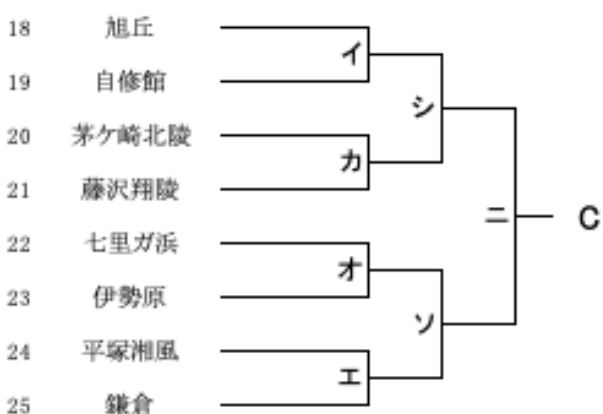 18 旭丘
イ
19 自修館
シ
20 茅ケ崎北陵
カ
21 藤沢翔陵
ニ C
22 七里ガ浜
オ
23 伊勢原
ソ
24 平塚湘風
エ
25 鎌倉